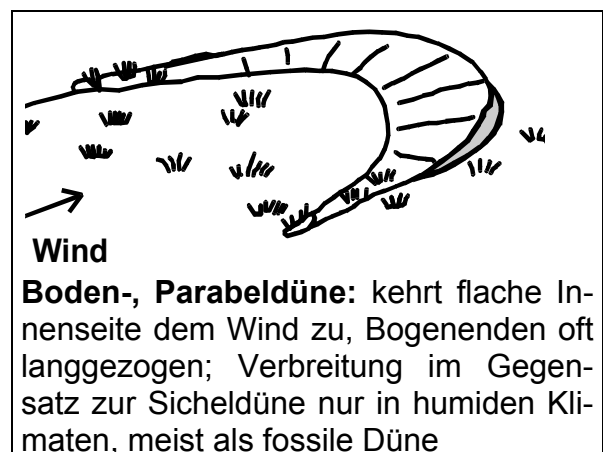 Wind
Boden-, Parabeldüne: kehrt flache In-
nenseite dem Wind zu, Bogenenden oft
langgezogen; Verbreitung im Gegen-
satz zur Sicheldüne nur in humiden Kli-
maten, meist als fossile Düne